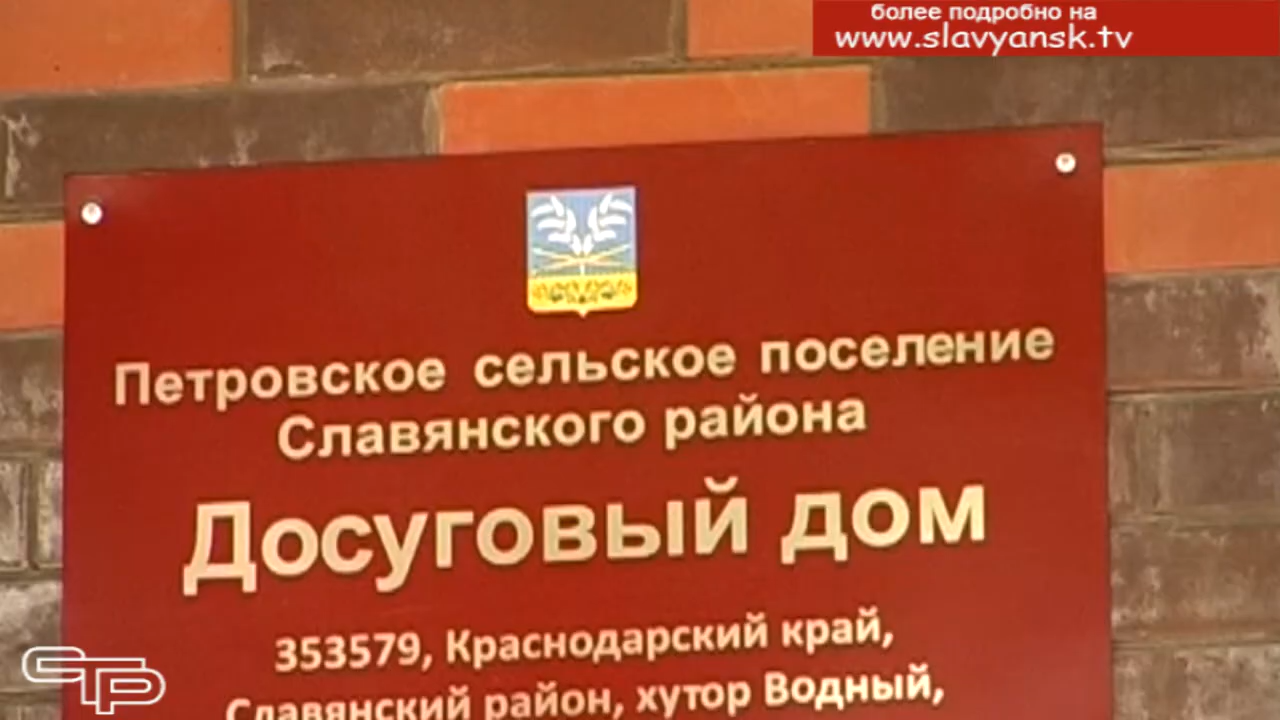 более подробно на
www.slavyansk.tv
Петровское сельское поселение
Славянского района
Досуговый дом
353579, Краснодарский край,
Славянский район, хутор Водный,
СТР